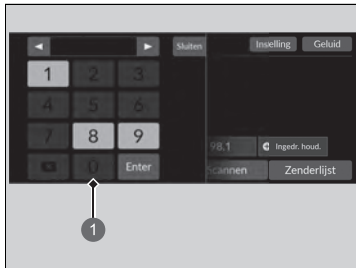 Sluiten Instelling Geluid
1 2 3
4 5 6
7 8 9
98.1 Ingedr. houd.
0 Enter Scannen Zenderlijst
1